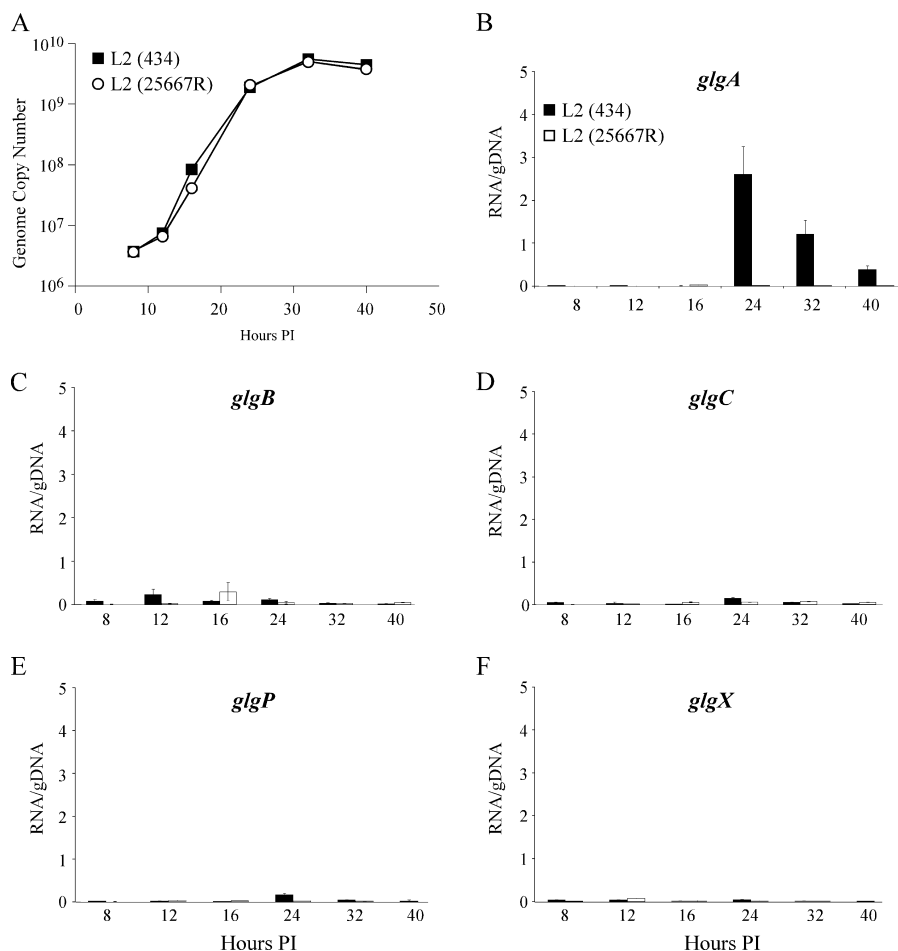 A
Genome Copy Number
10^10
10^9
10^8
10^7
10^6
L2 (434)
L2 (25667R)
0 10 20 30 40 50
Hours PI
B
glgA
RNA/gDNA
5
4
3
2
1
0
L2 (434)
L2 (25667R)
8 12 16 24 32 40
C
glgB
RNA/gDNA
5
4
3
2
1
0
8 12 16 24 32 40
D
glgC
RNA/gDNA
5
4
3
2
1
0
8 12 16 24 32 40
E
glgP
RNA/gDNA
5
4
3
2
1
0
8 12 16 24 32 40
Hours PI
F
glgX
RNA/gDNA
5
4
3
2
1
0
8 12 16 24 32 40
Hours PI